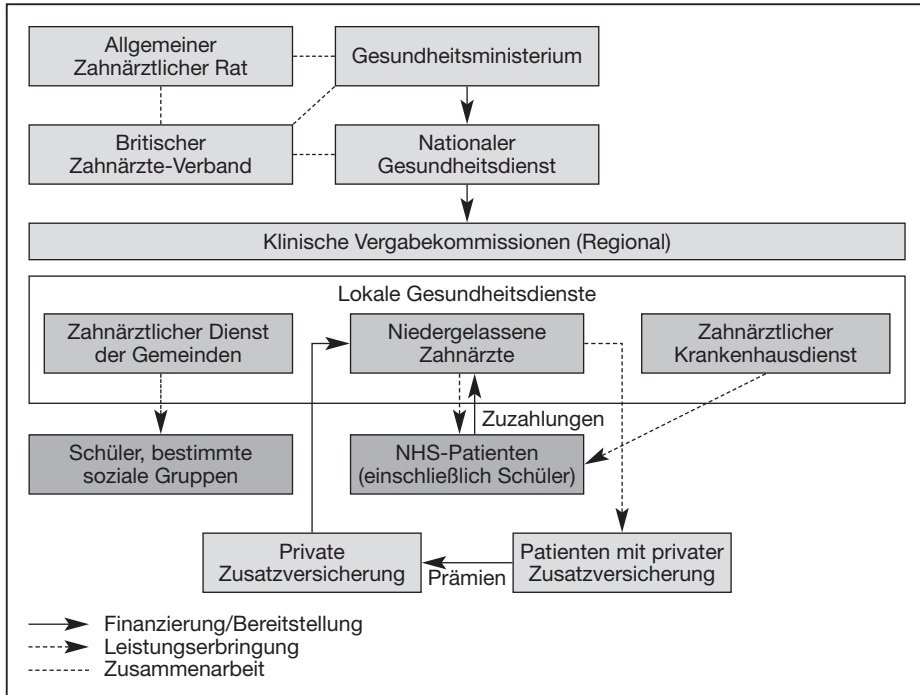 Allgemeiner
Zahnärztlicher Rat
Gesundheitsministerium
Britischer
Zahnärzte-Verband
Nationaler
Gesundheitsdienst
Klinische Vergabekommissionen (Regional)
Lokale Gesundheitsdienste
Zahnärztlicher Dienst
der Gemeinden
Niedergelassene
Zahnärzte
Zahnärztlicher
Krankenhausdienst
Zuzahlungen
Schüler, bestimmte
soziale Gruppen
NHS-Patienten
(einschließlich Schüler)
Private
Zusatzversicherung
Prämien
Patienten mit privater
Zusatzversicherung
Finanzierung/Bereitstellung
Leistungserbringung
Zusammenarbeit